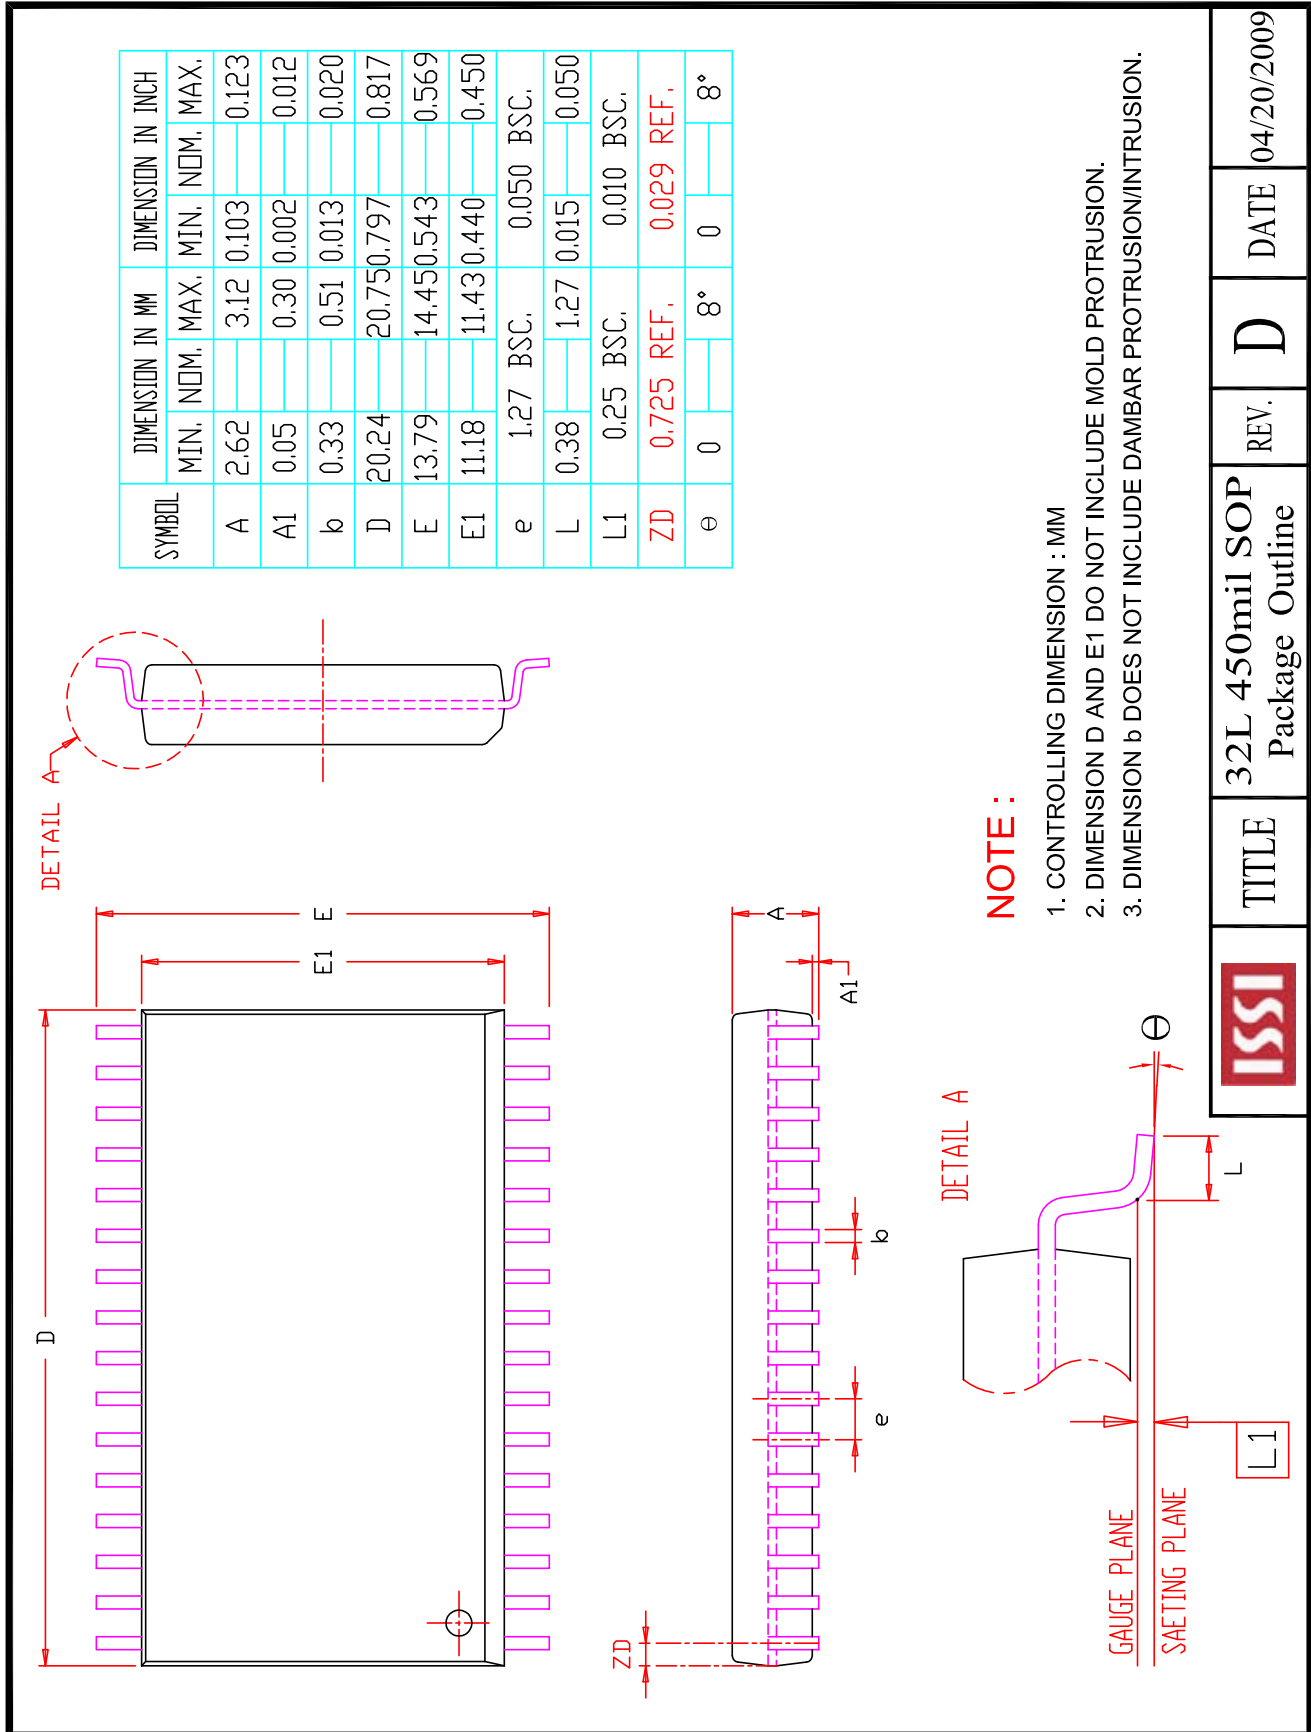 DETAIL A
D
E1
E
ZD
e
b
A1
A
SYMBOL DIMENSION IN MM DIMENSION IN INCH
MIN. NOM. MAX. MIN. NOM. MAX.
A 2.62 3.12 0.103 0.123
A1 0.05 0.30 0.002 0.012
b 0.33 0.51 0.013 0.020
D 20.24 20.75 0.797 0.817
E 13.79 14.45 0.543 0.569
E1 11.18 11.43 0.440 0.450
e 1.27 BSC. 0.050 BSC.
L 0.38 1.27 0.015 0.050
L1 0.25 BSC. 0.010 BSC.
ZD 0.725 REF. 0.029 REF.
θ 0 8° 0 8°
DETAIL A
GAUGE PLANE
SAETING PLANE
L1
L
θ
NOTE :
1. CONTROLLING DIMENSION : MM
2. DIMENSION D AND E1 DO NOT INCLUDE MOLD PROTRUSION.
3. DIMENSION b DOES NOT INCLUDE DAMBAR PROTRUSION/INTRUSION.
ISSI
TITLE
32L 450mil SOP
Package Outline
REV.
D
DATE
04/20/2009